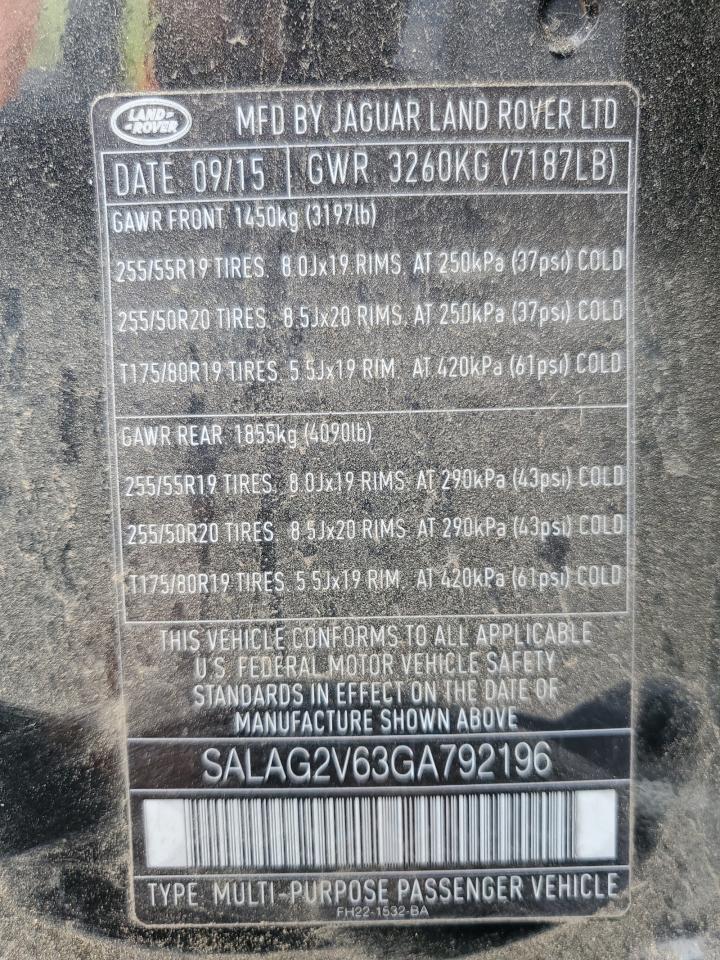 LAND-
-ROVER
MFD BY JAGUAR LAND ROVER LTD
DATE: 09/15 GWR. 3260KG (7187LB)
GAWR FRONT 1450kg (3197lb)
255/55R19 TIRES. 8.0Jx19 RIMS. AT 250kPa (37psi) COLD
255/50R20 TIRES. 8.5Jx20 RIMS. AT 250kPa (37psi) COLD
T175/80R19 TIRES. 5.5Jx19 RIM. AT 420kPa (61psi) COLD
GAWR REAR 1855kg (4090lb)
255/55R19 TIRES. 8.0Jx19 RIMS. AT 290kPa (43psi) COLD
255/50R20 TIRES. 8.5Jx20 RIMS. AT 290kPa (43psi) COLD
T175/80R19 TIRES. 5.5Jx19 RIM. AT 420kPa (61psi) COLD
THIS VEHICLE CONFORMS TO ALL APPLICABLE
U.S. FEDERAL MOTOR VEHICLE SAFETY
STANDARDS IN EFFECT ON THE DATE OF
MANUFACTURE SHOWN ABOVE
SALAG2V63GA792196
TYPE. MULTI-PURPOSE PASSENGER VEHICLE
FH22-1532-BA